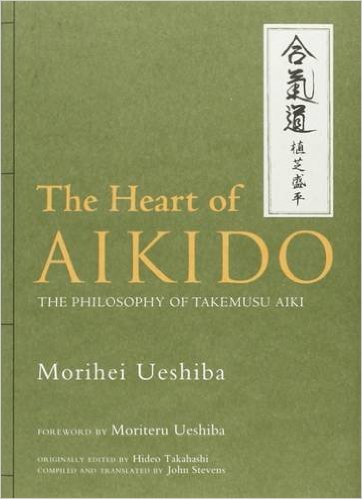 合氣道
植芝盛平
The Heart of
AIKIDO
THE PHILOSOPHY OF TAKEMUSU AIKI
Morihei Ueshiba
FOREWORD BY Moriteru Ueshiba
ORIGINALLY EDITED BY Hideo Takahashi
COMPILED AND TRANSLATED BY John Stevens